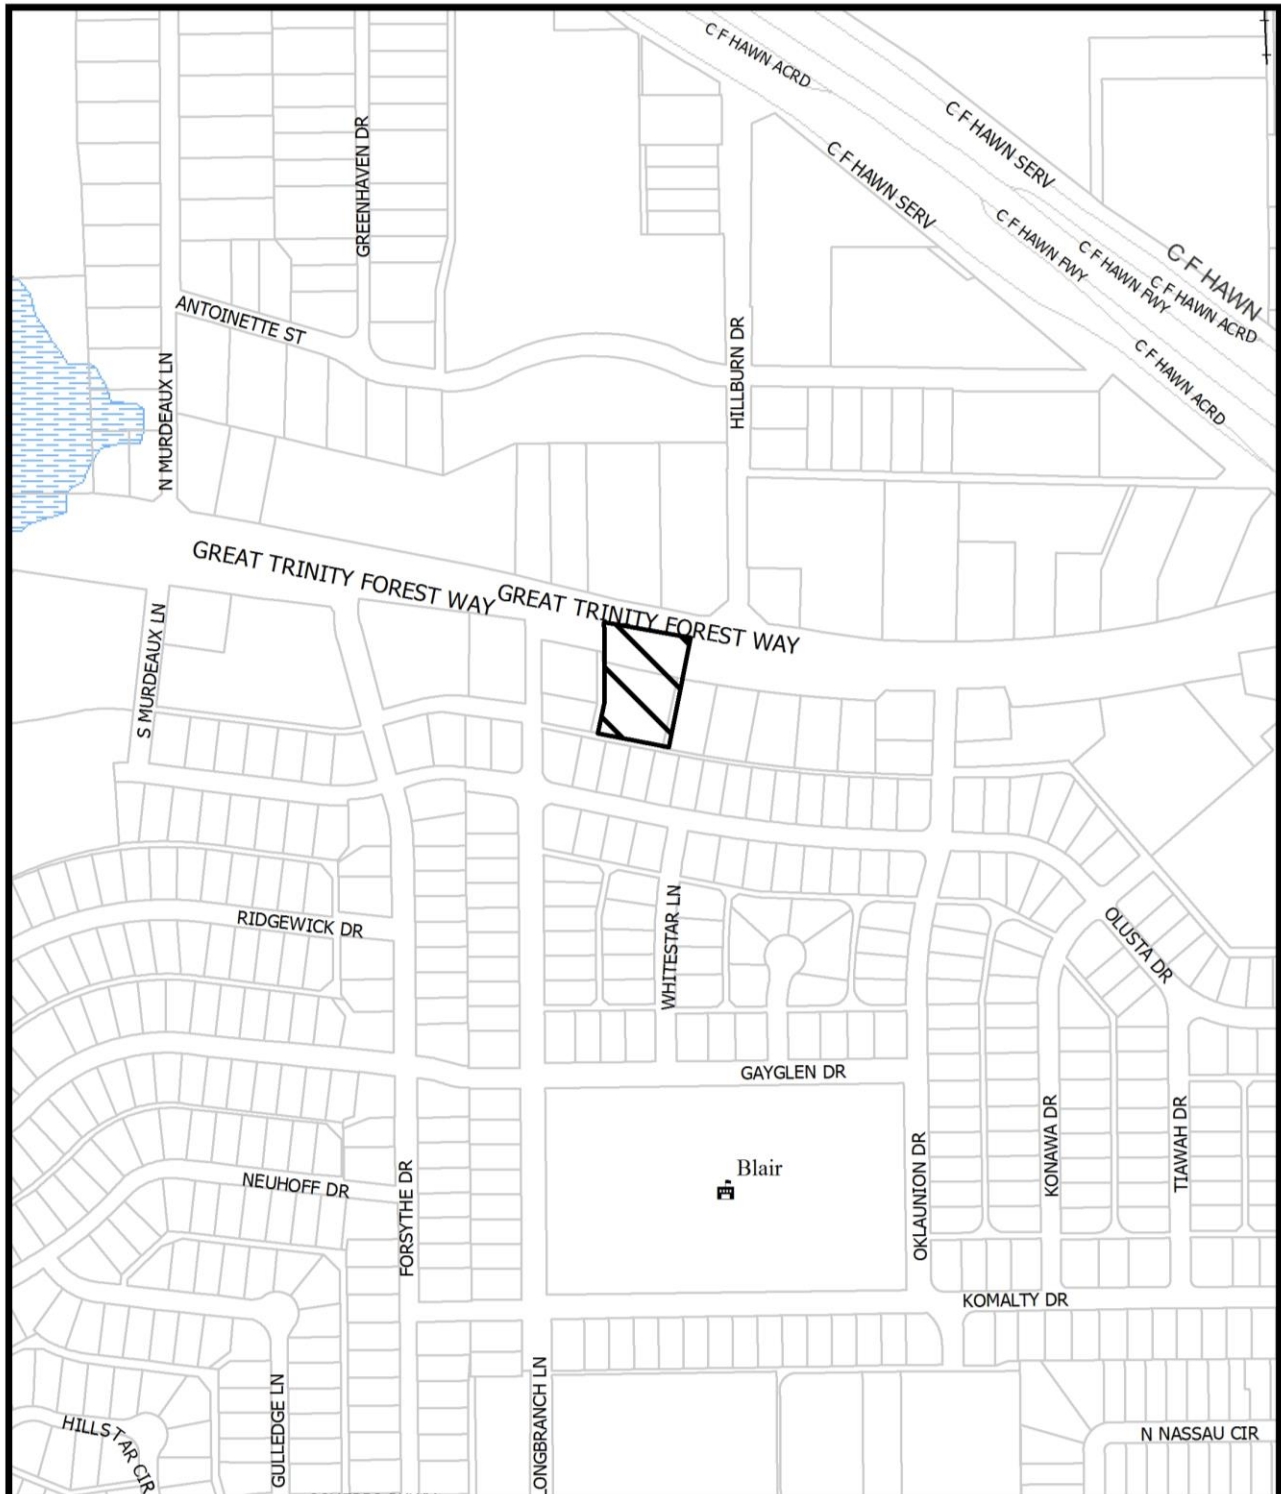 C F HAWN ACRD
C F HAWN SERV
GREENHAVEN DR
C F HAWN SERV
C F HAWN FWY
C F HAWN FWY
C F HAWN
C F HAWN ACRD
ANTOINETTE ST
HILLBURN DR
C F HAWN ACRD
N MURDEAUX LN
GREAT TRINITY FOREST WAY
GREAT TRINITY FOREST WAY
S MURDEAUX LN
RIDGEWICK DR
WHITESTAR LN
OLUSTA DR
GAYGLEN DR
Blair
NEUHOFF DR
FORSYTHE DR
OKLAUNION DR
KONAWA DR
TIAWAH DR
KOMALTY DR
GULLEDGE LN
LONGBRANCH LN
HILLSTAR CIR
N NASSAU CIR